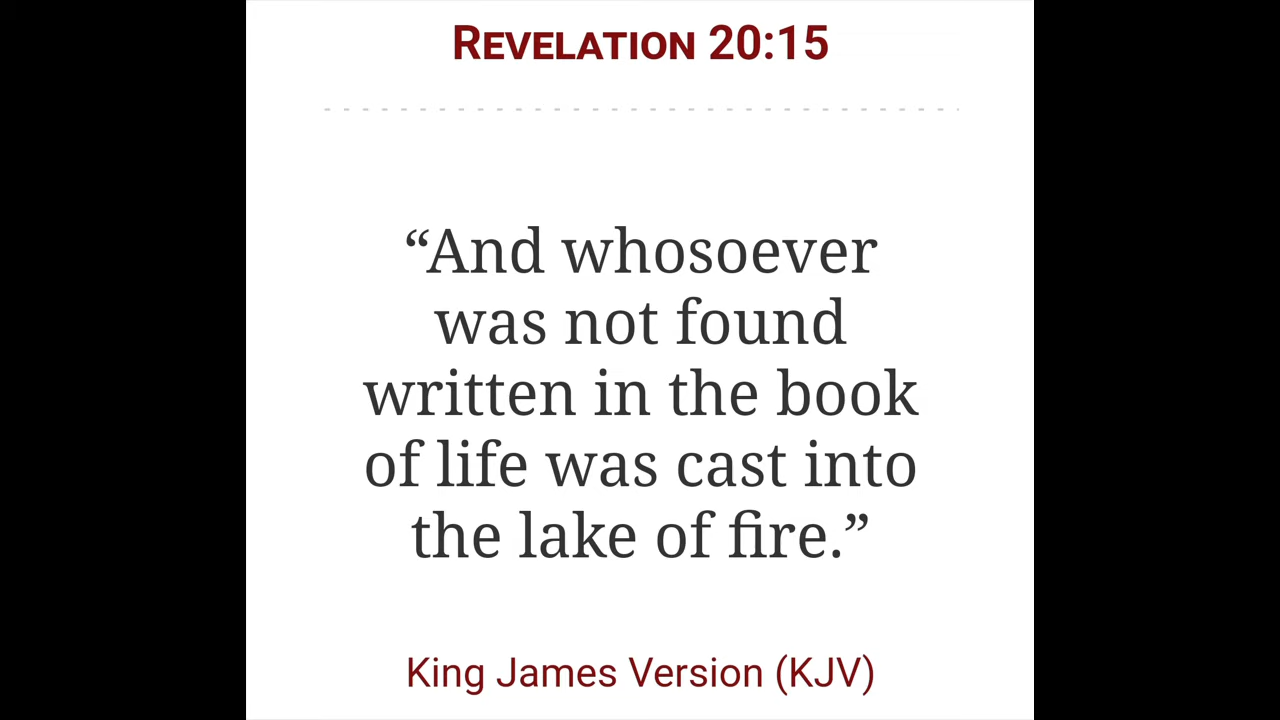 REVELATION 20:15
“And whosoever
was not found
written in the book
of life was cast into
the lake of fire.”
King James Version (KJV)